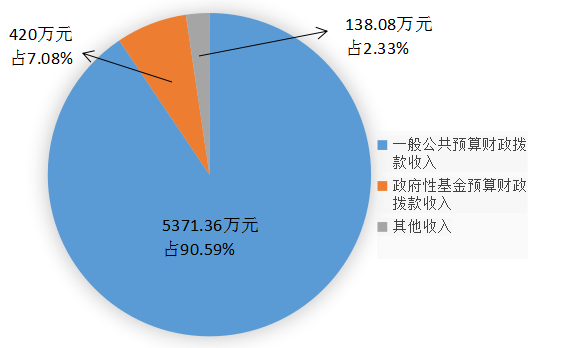 420万元
占7.08%
138.08万元
占2.33%
5371.36万元
占90.59%
一般公共预算财政拨
款收入
政府性基金预算财政
拨款收入
其他收入